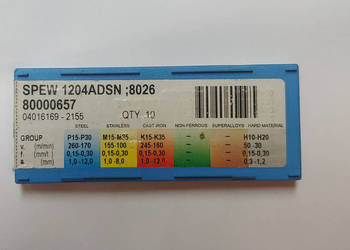 SPEW 1204ADSN ;8026
80000657
04016169 - 2155 QTY 10
STEEL STAINLESS CAST IRON NON-FERROUS SUPERALLOYS HARD MATERIAL
GROUP P15-P30 M15-M35 K15-K35 - S - H10-H20
v. (m/min) 260-170 155-100 245-160 - - 50 -30
f. (mm/t) 0,15-0,30 0,15-0,30 0,15-0,30 - - 0,15-0,30
a. (mm) 1,0-12,0 1,0-8,0 1,0-12,0 - - 0,3-1,2